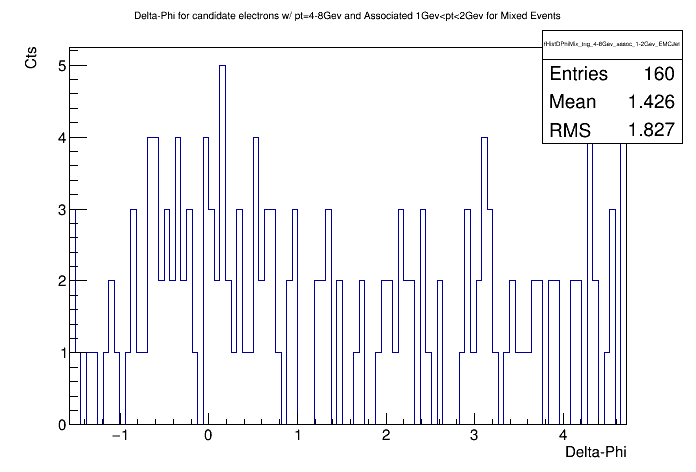 Delta-Phi for candidate electrons w/ pt=4-8Gev and Associated 1Gev<pt<2Gev for Mixed Events
Cts
fHistDPhiMix_trig_4-8Gev_assoc_1-2Gev_EMCJet
Entries 160
Mean 1.426
RMS 1.827
5
4
3
2
1
0
−1 0 1 2 3 4
Delta-Phi